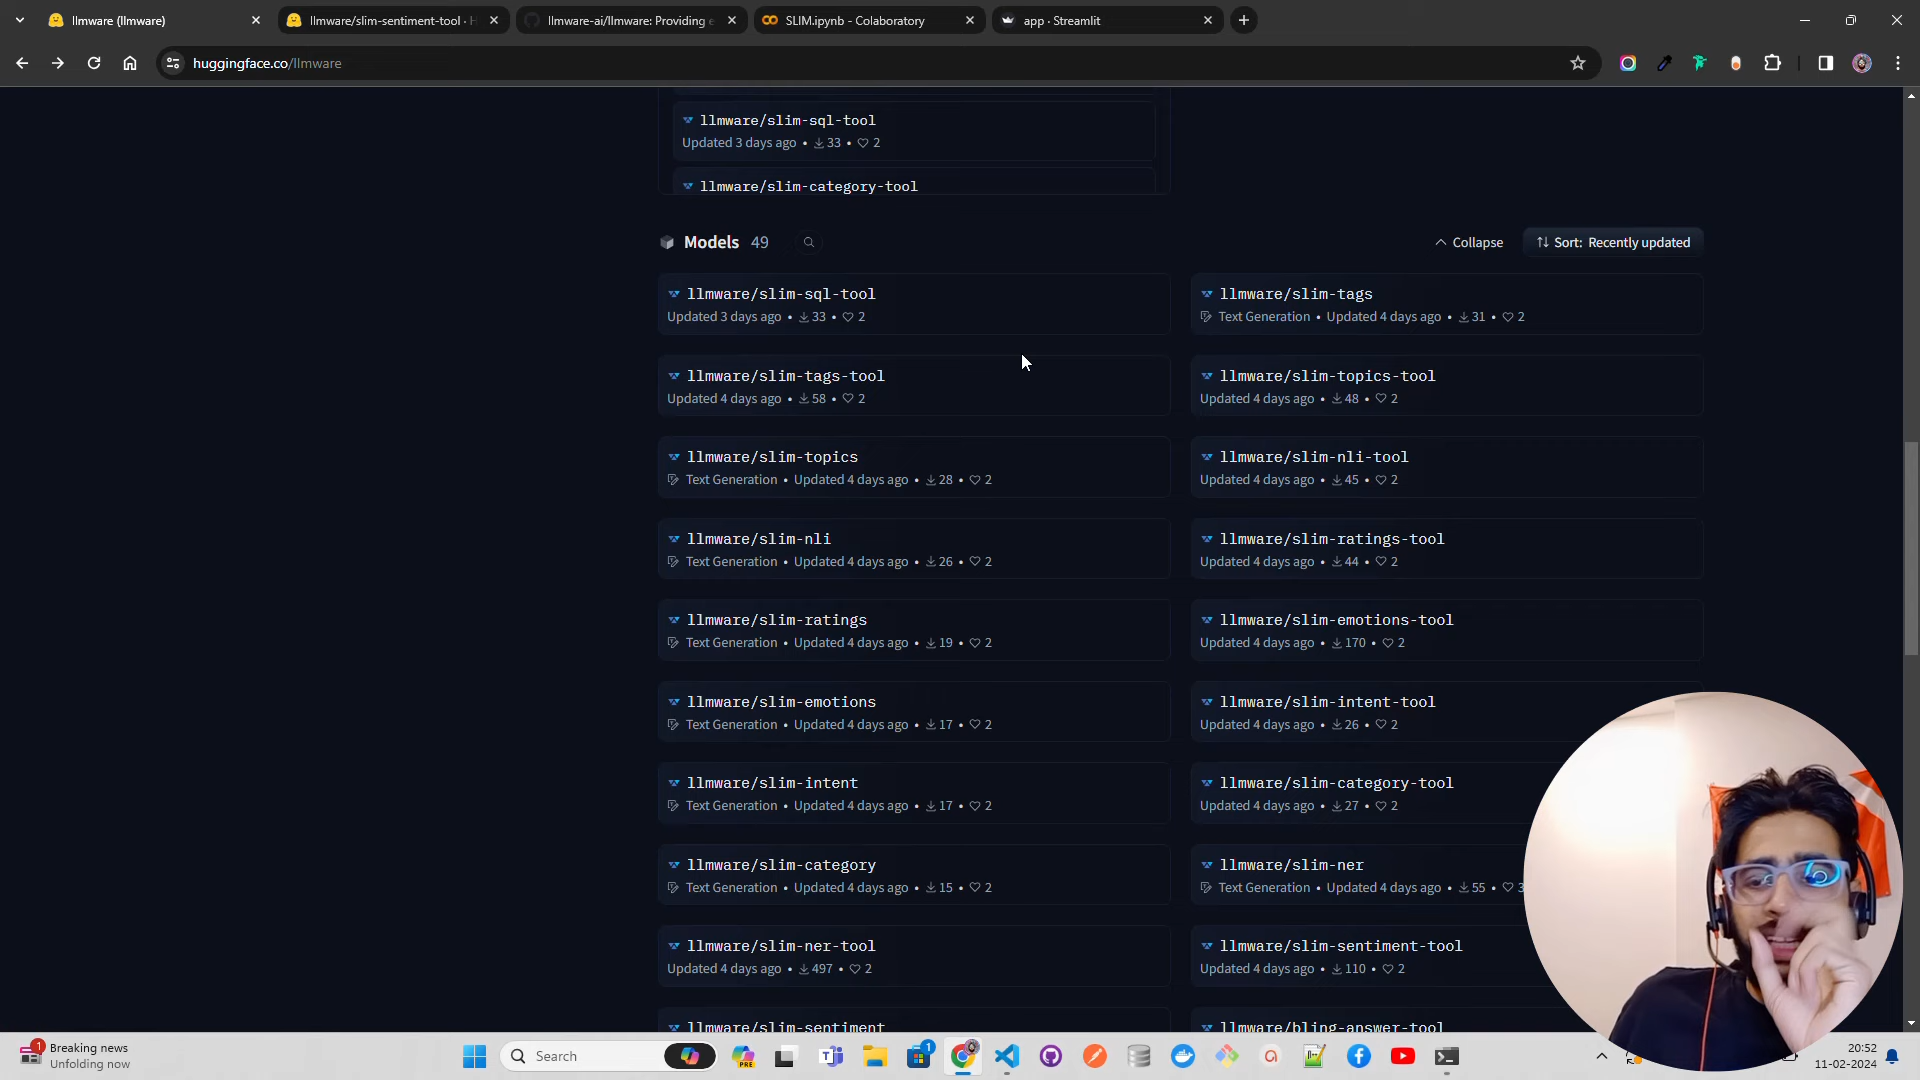 llmware (llmware)
llmware/slim-sentiment-tool · H
llmware-ai/llmware: Providing e
SLIM.ipynb - Colaboratory
app · Streamlit
huggingface.co/llmware
llmware/slim-sql-tool
Updated 3 days ago • 33 • 2
llmware/slim-category-tool
Models 49
Collapse
Sort: Recently updated
llmware/slim-sql-tool
Updated 3 days ago • 33 • 2
llmware/slim-tags
Text Generation • Updated 4 days ago • 31 • 2
llmware/slim-tags-tool
Updated 4 days ago • 58 • 2
llmware/slim-topics-tool
Updated 4 days ago • 48 • 2
llmware/slim-topics
Text Generation • Updated 4 days ago • 28 • 2
llmware/slim-nli-tool
Updated 4 days ago • 45 • 2
llmware/slim-nli
Text Generation • Updated 4 days ago • 26 • 2
llmware/slim-ratings-tool
Updated 4 days ago • 44 • 2
llmware/slim-ratings
Text Generation • Updated 4 days ago • 19 • 2
llmware/slim-emotions-tool
Updated 4 days ago • 170 • 2
llmware/slim-emotions
Text Generation • Updated 4 days ago • 17 • 2
llmware/slim-intent-tool
Updated 4 days ago • 26 • 2
llmware/slim-intent
Text Generation • Updated 4 days ago • 17 • 2
llmware/slim-category-tool
Updated 4 days ago • 27 • 2
llmware/slim-category
Text Generation • Updated 4 days ago • 15 • 2
llmware/slim-ner
Text Generation • Updated 4 days ago • 55 • 3
llmware/slim-ner-tool
Updated 4 days ago • 497 • 2
llmware/slim-sentiment-tool
Updated 4 days ago • 110 • 2
llmware/slim-sentiment
llmware/bling-answer-tool
1
Breaking news
Unfolding now
Search
PRE
1
20:52
11-02-2024